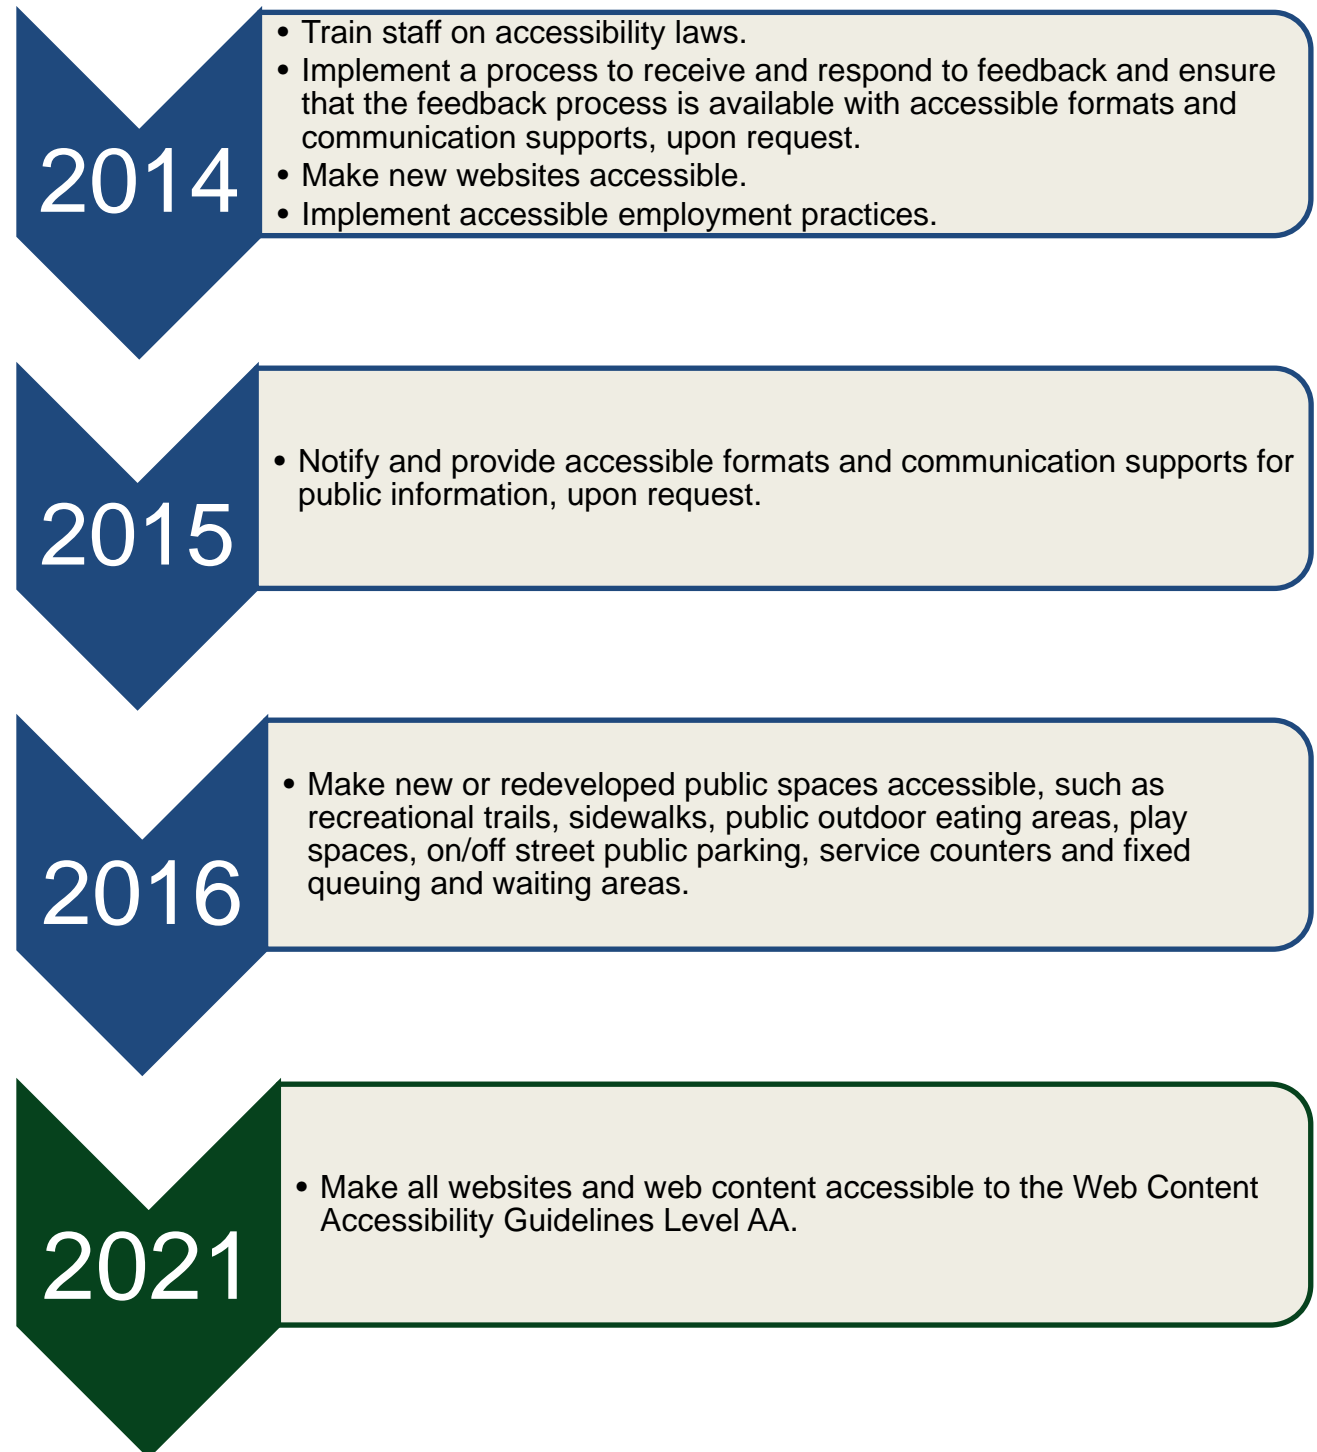 2014
• Train staff on accessibility laws.
• Implement a process to receive and respond to feedback and ensure
that the feedback process is available with accessible formats and
communication supports, upon request.
• Make new websites accessible.
• Implement accessible employment practices.
2015
• Notify and provide accessible formats and communication supports for
public information, upon request.
2016
• Make new or redeveloped public spaces accessible, such as
recreational trails, sidewalks, public outdoor eating areas, play
spaces, on/off street public parking, service counters and fixed
queuing and waiting areas.
2021
• Make all websites and web content accessible to the Web Content
Accessibility Guidelines Level AA.